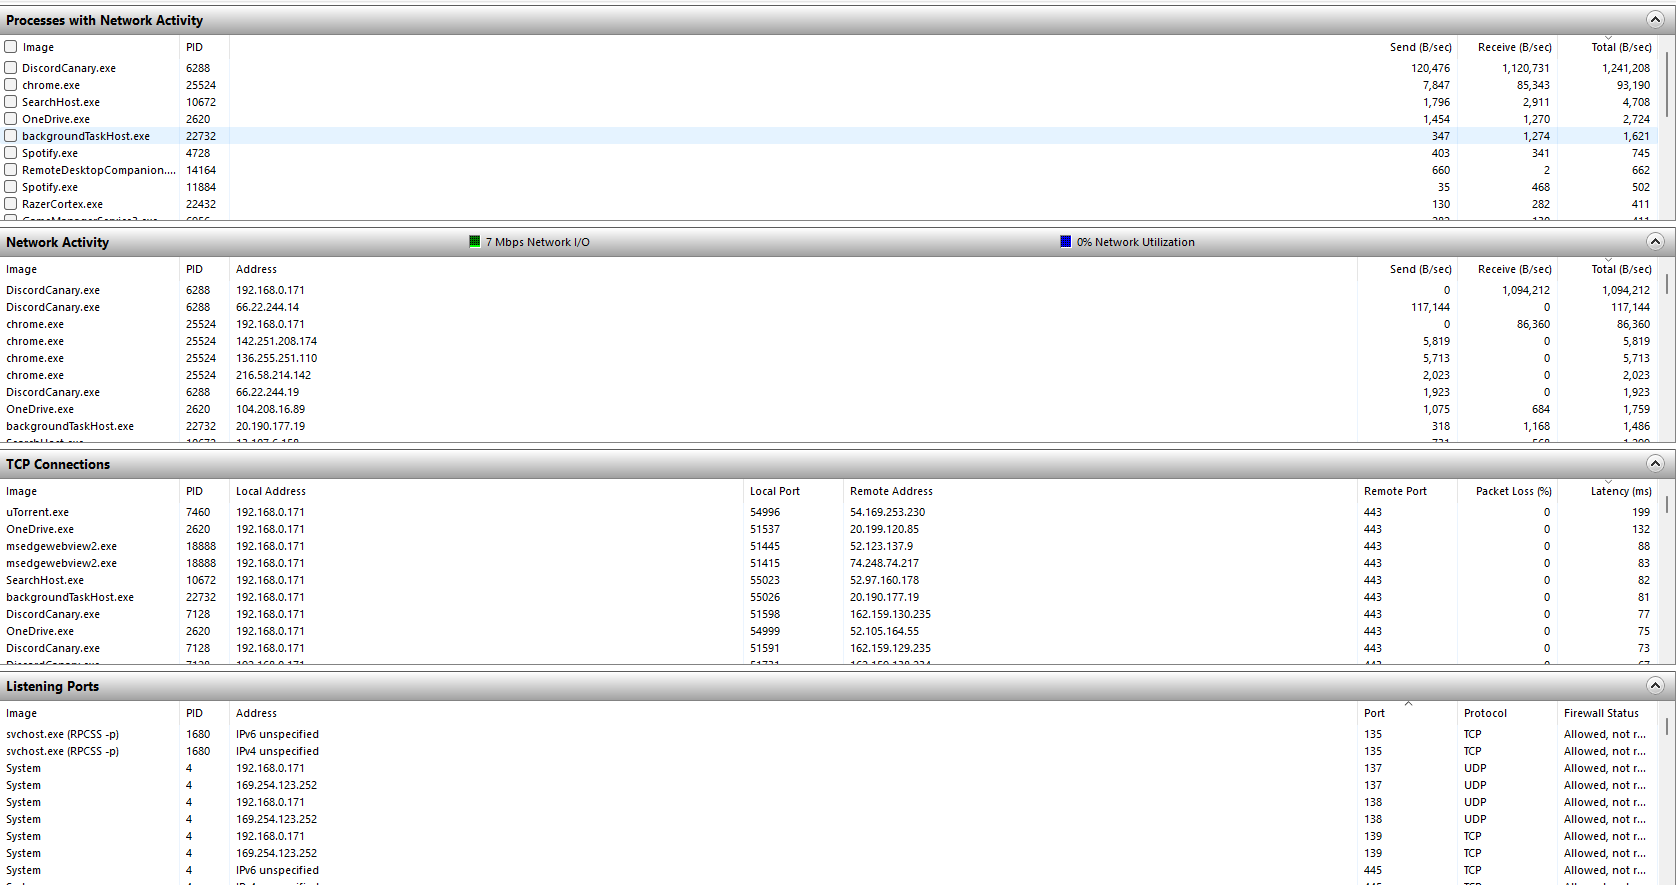 Processes with Network Activity
Image PID Send (B/sec) Receive (B/sec) Total (B/sec)
DiscordCanary.exe 6288 120,476 1,120,731 1,241,208
chrome.exe 25524 7,847 85,343 93,190
SearchHost.exe 10672 1,796 2,911 4,708
OneDrive.exe 2620 1,454 1,270 2,724
backgroundTaskHost.exe 22732 347 1,274 1,621
Spotify.exe 4728 403 341 745
RemoteDesktopCompanion.... 14164 660 2 662
Spotify.exe 11884 35 468 502
RazerCortex.exe 22432 130 282 411
Network Activity 7 Mbps Network I/O 0% Network Utilization
Image PID Address Send (B/sec) Receive (B/sec) Total (B/sec)
DiscordCanary.exe 6288 192.168.0.171 0 1,094,212 1,094,212
DiscordCanary.exe 6288 66.22.244.14 117,144 0 117,144
chrome.exe 25524 192.168.0.171 0 86,360 86,360
chrome.exe 25524 142.251.208.174 5,819 0 5,819
chrome.exe 25524 136.255.251.110 5,713 0 5,713
chrome.exe 25524 216.58.214.142 2,023 0 2,023
DiscordCanary.exe 6288 66.22.244.19 1,923 0 1,923
OneDrive.exe 2620 104.208.16.89 1,075 684 1,759
backgroundTaskHost.exe 22732 20.190.177.19 318 1,168 1,486
TCP Connections
Image PID Local Address Local Port Remote Address Remote Port Packet Loss (%) Latency (ms)
uTorrent.exe 7460 192.168.0.171 54996 54.169.253.230 443 0 199
OneDrive.exe 2620 192.168.0.171 51537 20.199.120.85 443 0 132
msedgewebview2.exe 18888 192.168.0.171 51445 52.123.137.9 443 0 88
msedgewebview2.exe 18888 192.168.0.171 51415 74.248.74.217 443 0 83
SearchHost.exe 10672 192.168.0.171 55023 52.97.160.178 443 0 82
backgroundTaskHost.exe 22732 192.168.0.171 55026 20.190.177.19 443 0 81
DiscordCanary.exe 7128 192.168.0.171 51598 162.159.130.235 443 0 77
OneDrive.exe 2620 192.168.0.171 54999 52.105.164.55 443 0 75
DiscordCanary.exe 7128 192.168.0.171 51591 162.159.129.235 443 0 73
Listening Ports
Image PID Address Port Protocol Firewall Status
svchost.exe (RPCSS -p) 1680 IPv6 unspecified 135 TCP Allowed, not r...
svchost.exe (RPCSS -p) 1680 IPv4 unspecified 135 TCP Allowed, not r...
System 4 192.168.0.171 137 UDP Allowed, not r...
System 4 169.254.123.252 137 UDP Allowed, not r...
System 4 192.168.0.171 138 UDP Allowed, not r...
System 4 169.254.123.252 138 UDP Allowed, not r...
System 4 192.168.0.171 139 TCP Allowed, not r...
System 4 169.254.123.252 139 TCP Allowed, not r...
System 4 IPv6 unspecified 445 TCP Allowed, not r...